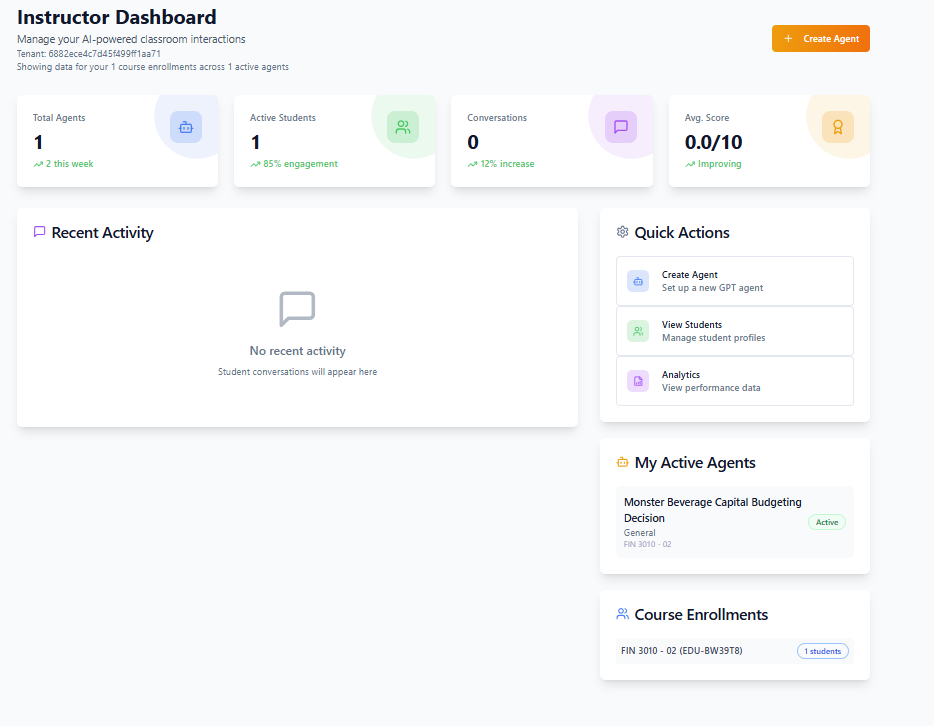 Instructor Dashboard
Manage your AI-powered classroom interactions
Tenant: 6882ece4c7d45f499ff1aa71
Showing data for your 1 course enrollments across 1 active agents
+ Create Agent
Total Agents
1
2 this week
Active Students
1
85% engagement
Conversations
0
12% increase
Avg. Score
0.0/10
Improving
Recent Activity
No recent activity
Student conversations will appear here
Quick Actions
Create Agent
Set up a new GPT agent
View Students
Manage student profiles
Analytics
View performance data
My Active Agents
Monster Beverage Capital Budgeting
Decision
General
FIN 3010 - 02
Active
Course Enrollments
FIN 3010 - 02 (EDU-BW39T8)
1 students